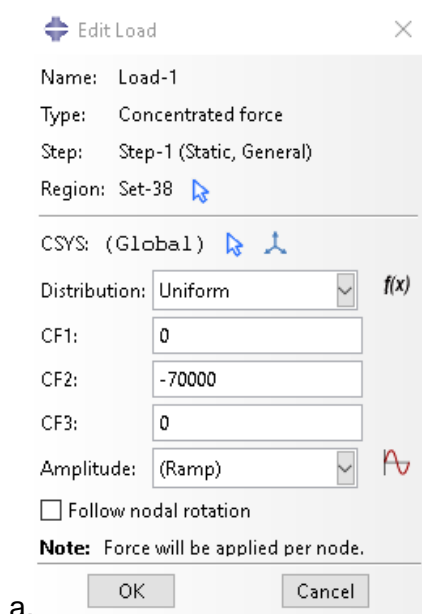 Edit Load
Name: Load-1
Type: Concentrated force
Step: Step-1 (Static, General)
Region: Set-38
CSYS: (Global)
Distribution: Uniform f(x)
CF1: 0
CF2: -70000
CF3: 0
Amplitude: (Ramp)
Follow nodal rotation
Note: Force will be applied per node.
OK Cancel
a.